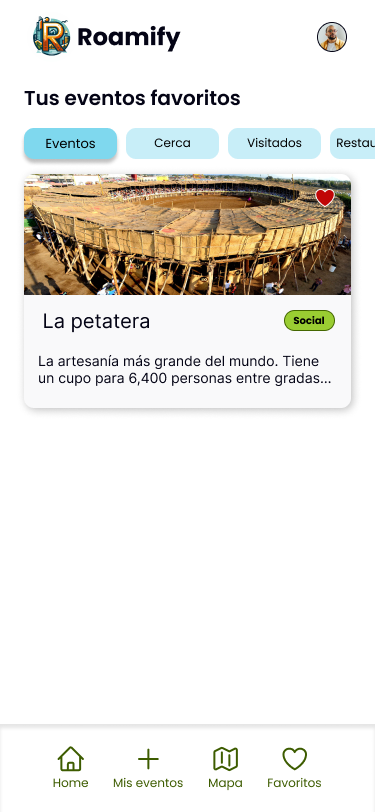 Roamify
Tus eventos favoritos
Eventos
Cerca
Visitados
Restau
La petatera
Social
La artesanía más grande del mundo. Tiene
un cupo para 6,400 personas entre gradas...
Home
Mis eventos
Mapa
Favoritos